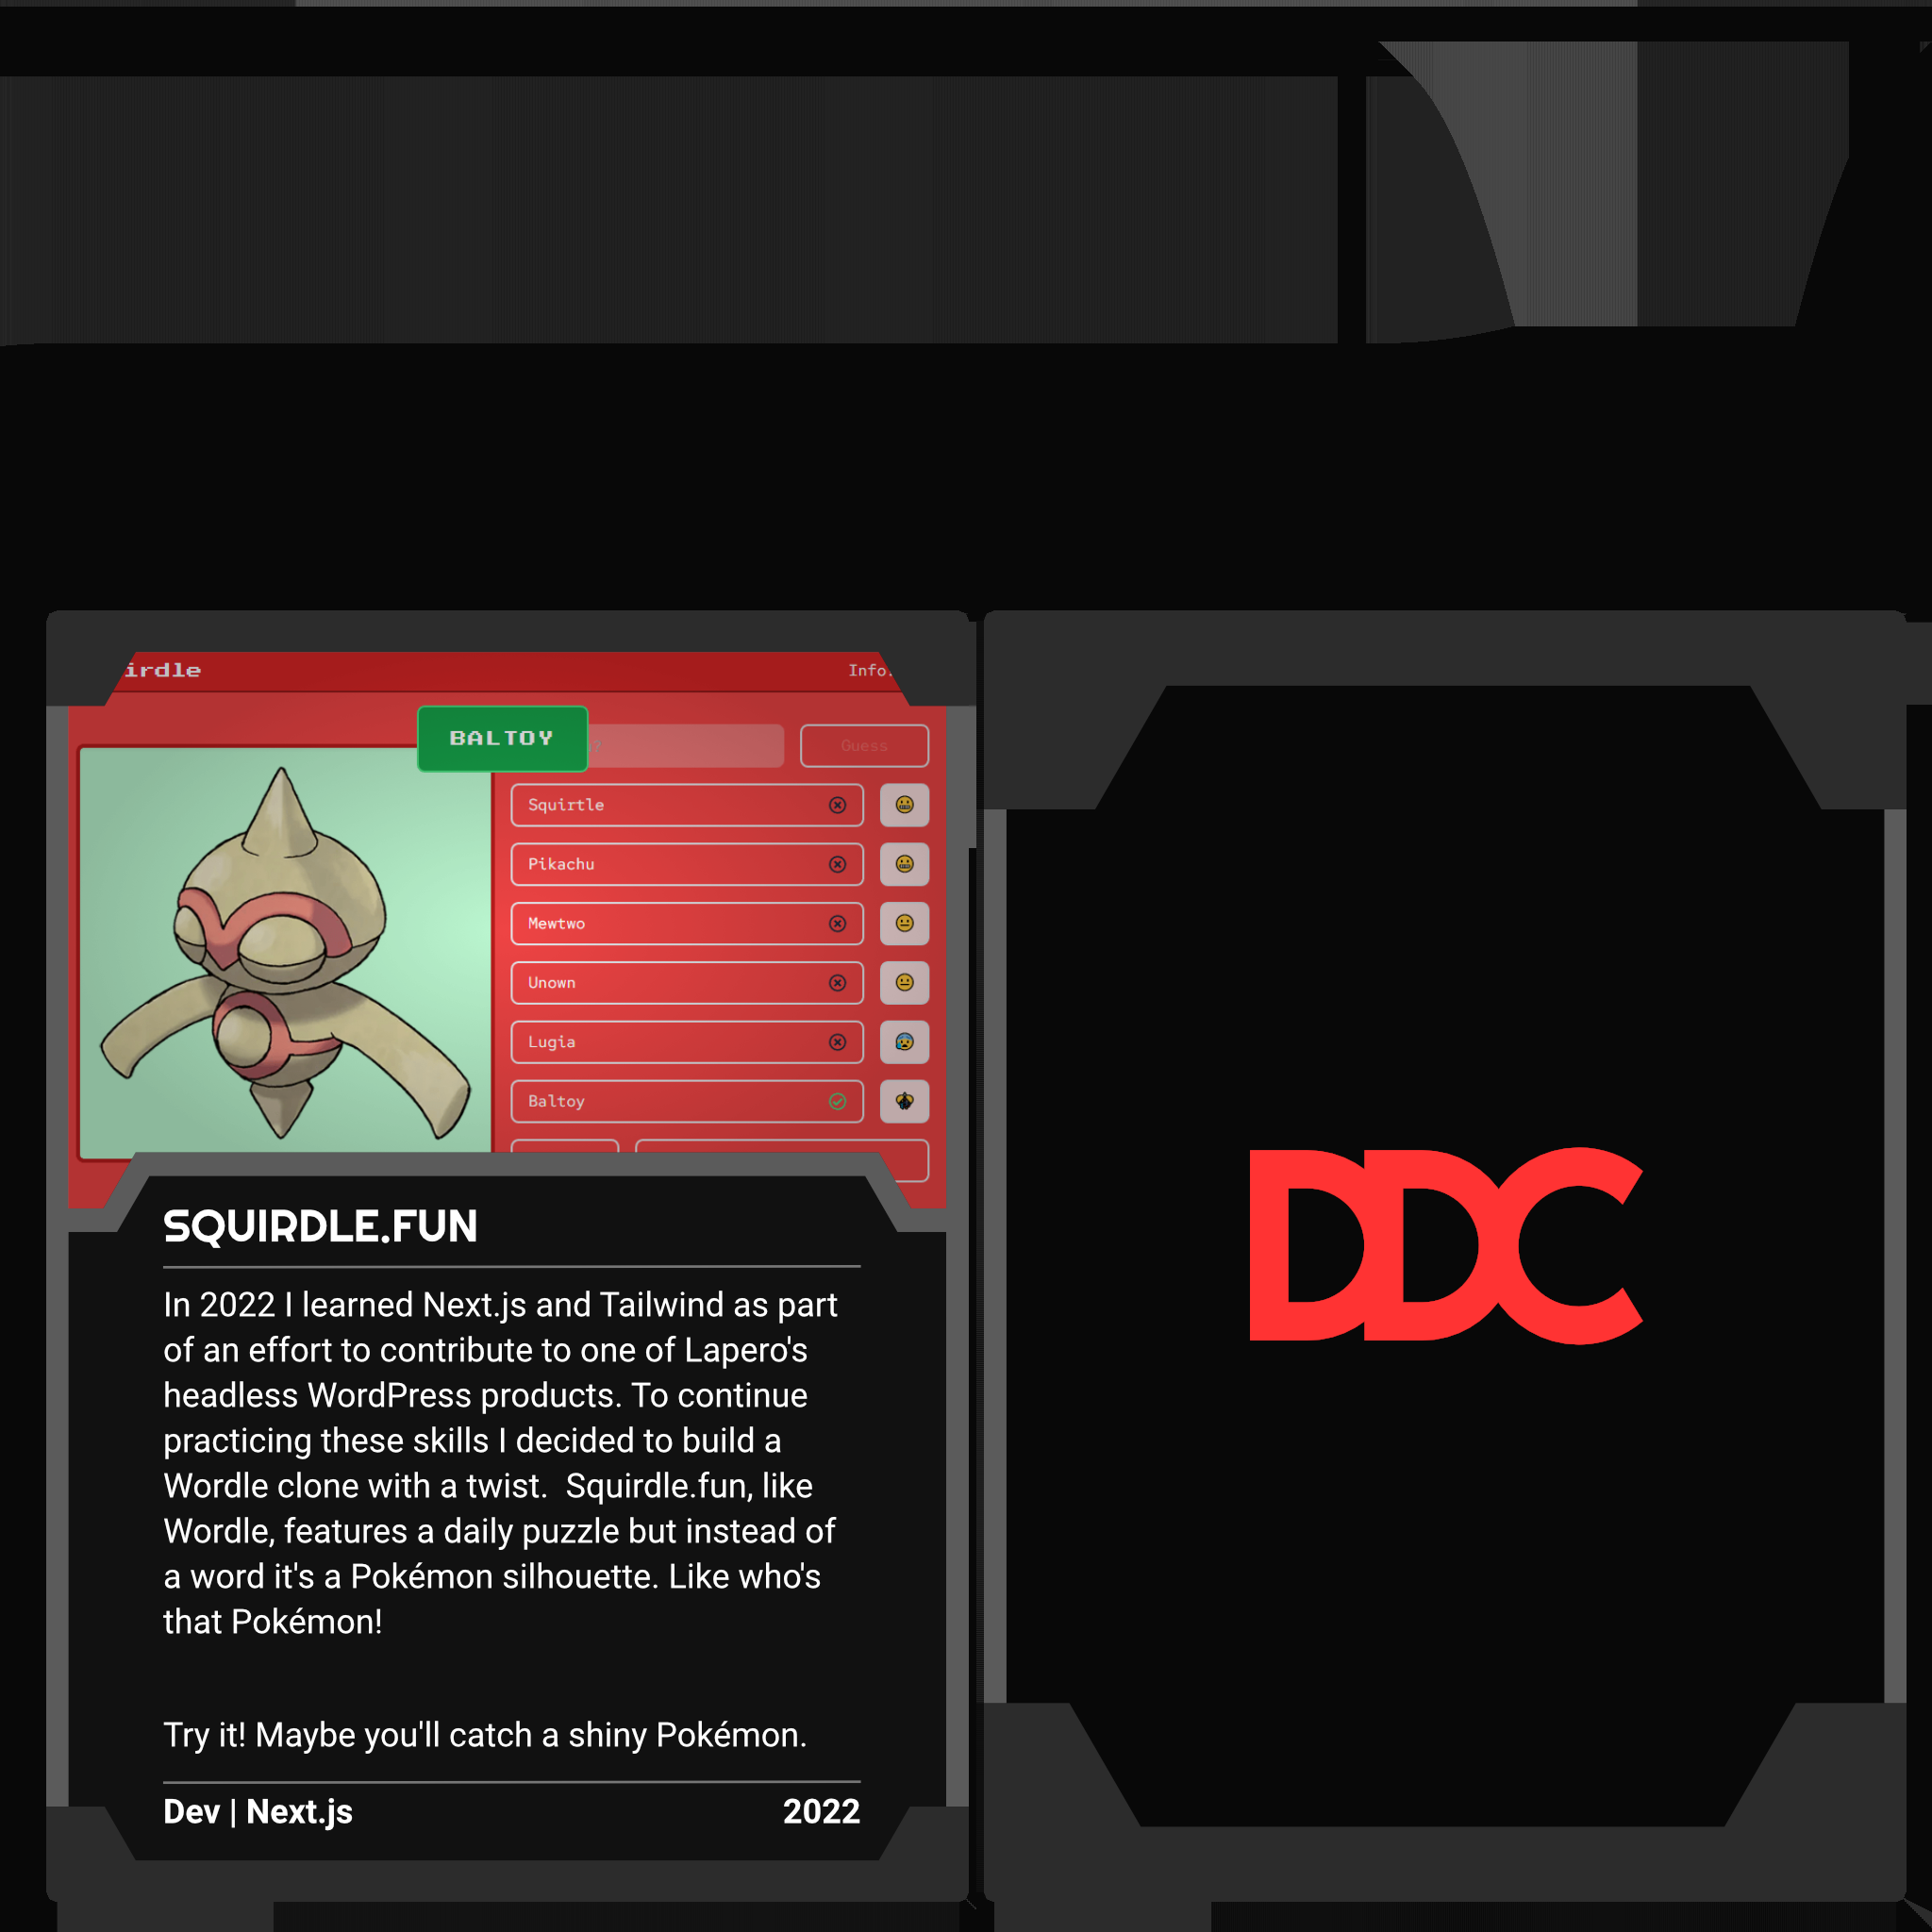 irdle
Info.
BALTOY
?
Guess
Squirtle
Pikachu
Mewtwo
Unown
Lugia
Baltoy
SQUIRDLE.FUN
In 2022 I learned Next.js and Tailwind as part
of an effort to contribute to one of Lapero's
headless WordPress products. To continue
practicing these skills I decided to build a
Wordle clone with a twist.  Squirdle.fun, like
Wordle, features a daily puzzle but instead of
a word it's a Pokémon silhouette. Like who's
that Pokémon!
Try it! Maybe you'll catch a shiny Pokémon.
Dev | Next.js
2022
DDC